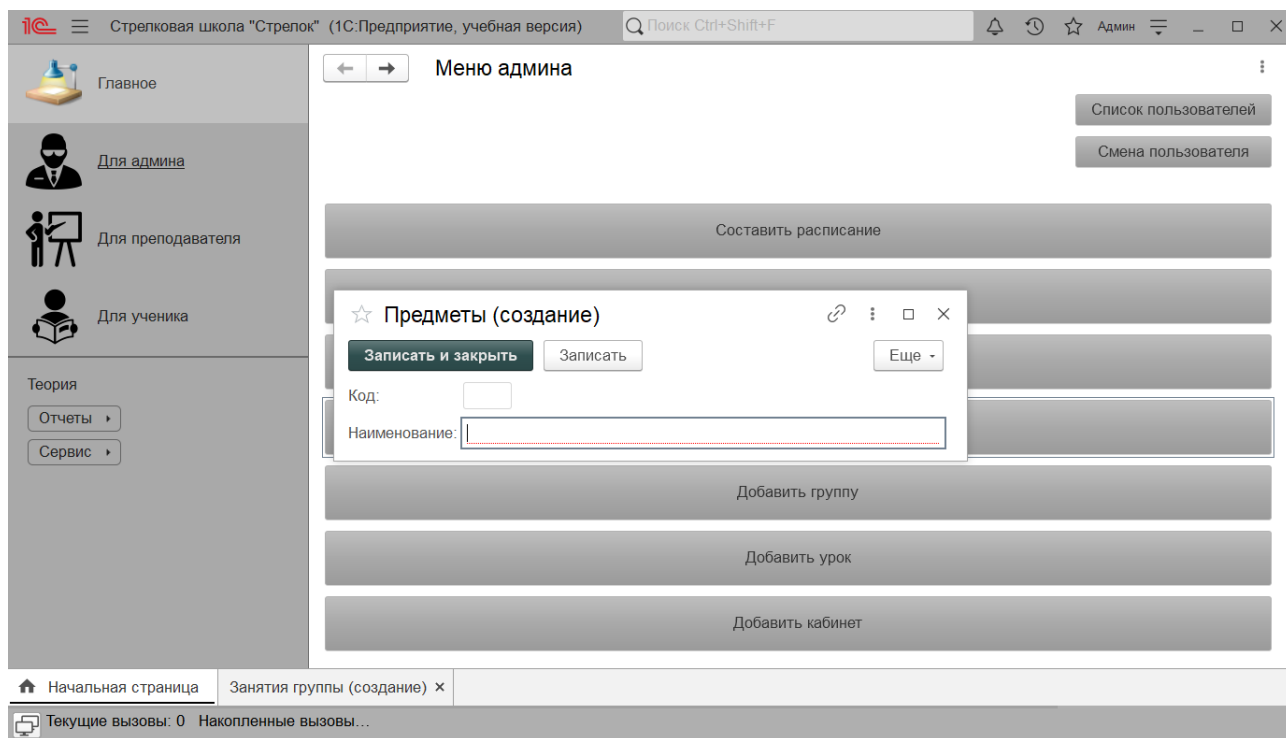 1С Стрелковая школа "Стрелок" (1С:Предприятие, учебная версия) Поиск Ctrl+Shift+F Админ
Главное
Для админа
Для преподавателя
Для ученика
Теория
Отчеты
Сервис
Меню админа
Список пользователей
Смена пользователя
Составить расписание
Предметы (создание)
Записать и закрыть Записать Еще
Код:
Наименование:
Добавить группу
Добавить урок
Добавить кабинет
Начальная страница Занятия группы (создание) ×
Текущие вызовы: 0 Накопленные вызовы…